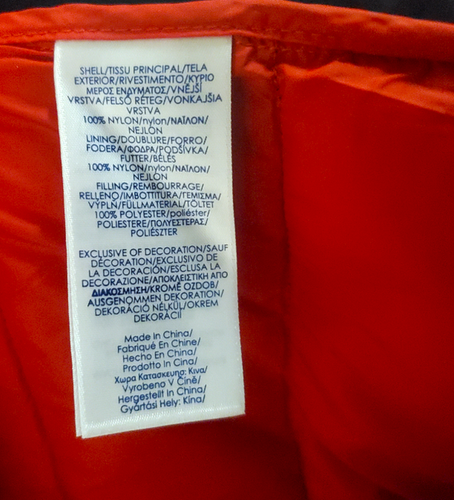 SHELL/TISSU PRINCIPAL/TELA
EXTERIOR/RIVESTIMENTO/ΚΥΡΙΟ
ΜΕΡΟΣ ΕΝΔΥΜΑΤΟΣ/VNĚJŠÍ
VRSTVA/FELSŐ RÉTEG/VONKAJŠIA
VRSTVA
100% NYLON/nylon/ΝΑΪΛΟΝ/
NEJLON
LINING/DOUBLURE/FORRO/
FODERA/ΦΟΔΡΑ/PODŠÍVKA/
FUTTER/BÉLÉS
100% NYLON/nylon/ΝΑΪΛΟΝ/
NEJLON
FILLING/REMBOURRAGE/
RELLENO/IMBOTTITURA/ΓΕΜΙΣΜΑ/
VÝPLŇ/FÜLLMATERIAL/TÖLTET
100% POLYESTER/poliéster/
POLIESTERE/ΠΟΛΥΕΣΤΕΡΑΣ/
POLIÉSZTER
EXCLUSIVE OF DECORATION/SAUF
DÉCORATION/EXCLUSIVO DE
LA DECORACIÓN/ESCLUSA LA
DECORAZIONE/ΑΠΟΚΛΕΙΣΤΙΚΗ ΑΠΟ
ΔΙΑΚΟΣΜΗΣΗ/KROMĚ OZDOB/
AUSGENOMMEN DEKORATION/
DEKORÁCIÓ NÉLKÜL/OKREM
DEKORÁCIÍ
Made In China/
Fabriqué En Chine/
Hecho En China/
Prodotto In Cina/
Χωρα Κατασκευης: Κινα/
Vyrobeno V Číně/
Hergestellt In China/
Gyártási Hely: Kína/